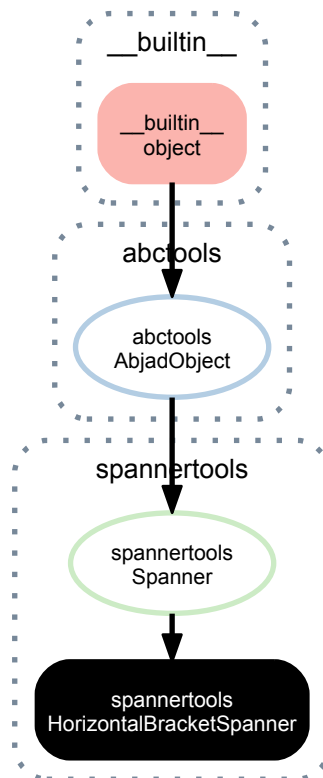 __builtin__
__builtin__
object
abctools
abctools
AbjadObject
spannertools
spannertools
Spanner
spannertools
HorizontalBracketSpanner